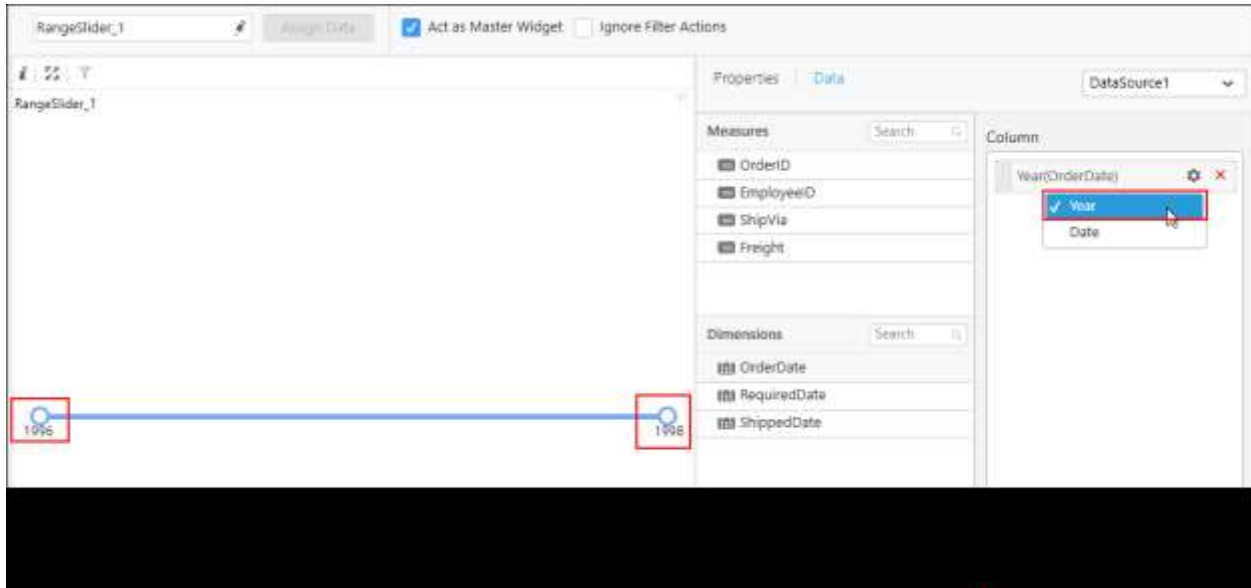 RangeSlider_1
Assign Data
Act as Master Widget
Ignore Filter Actions
RangeSlider_1
1996
1998
Properties
Data
DataSource1
Measures
Search
OrderID
EmployeeID
ShipVia
Freight
Dimensions
Search
OrderDate
RequiredDate
ShippedDate
Column
Year(OrderDate)
Year
Date